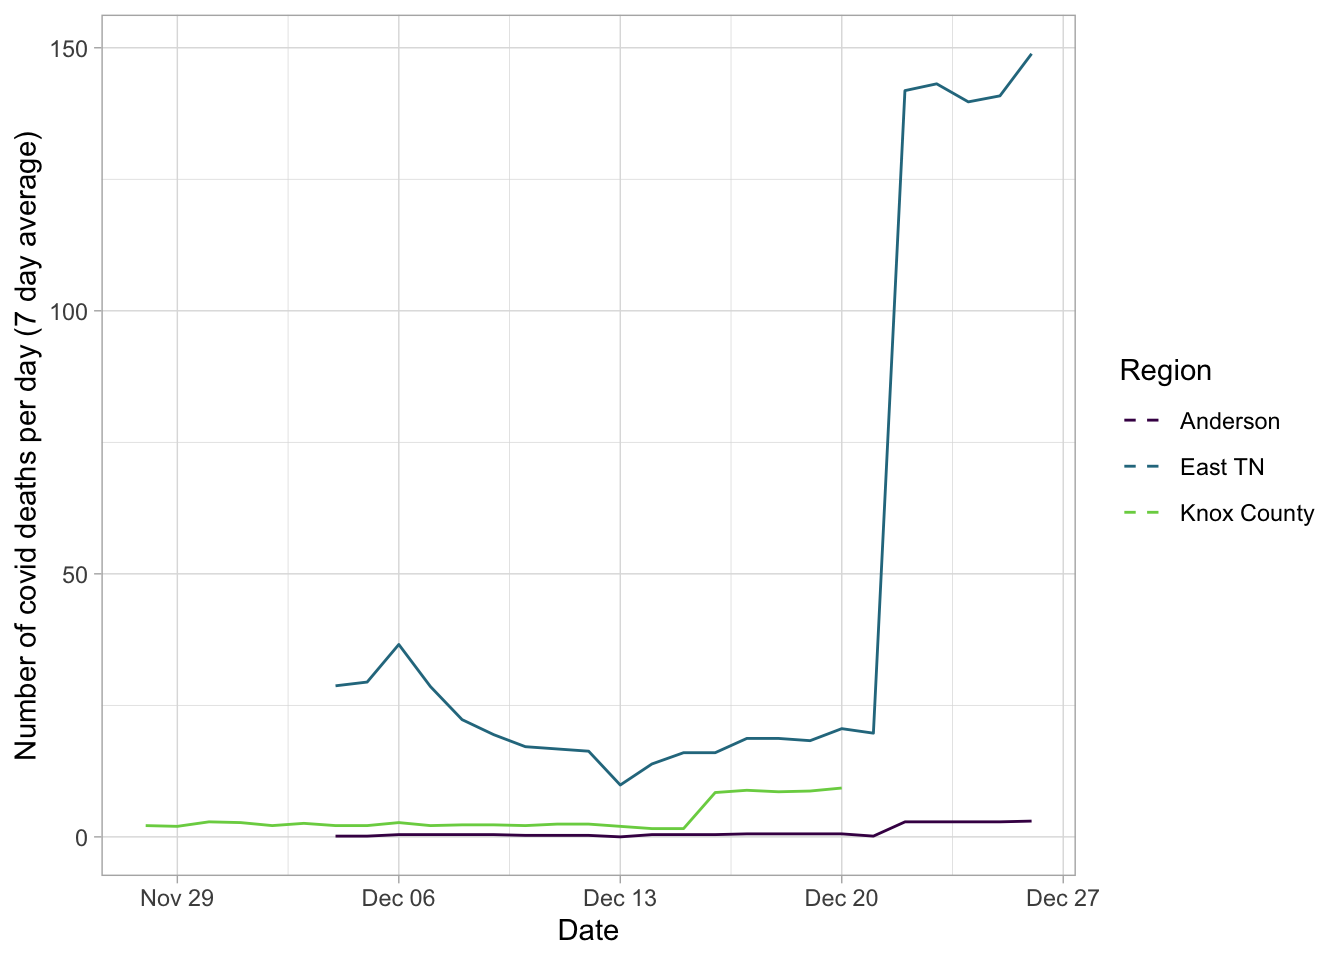 Number of covid deaths per day (7 day average)
150
100
50
0
Nov 29
Dec 06
Dec 13
Dec 20
Dec 27
Date
Region
Anderson
East TN
Knox County